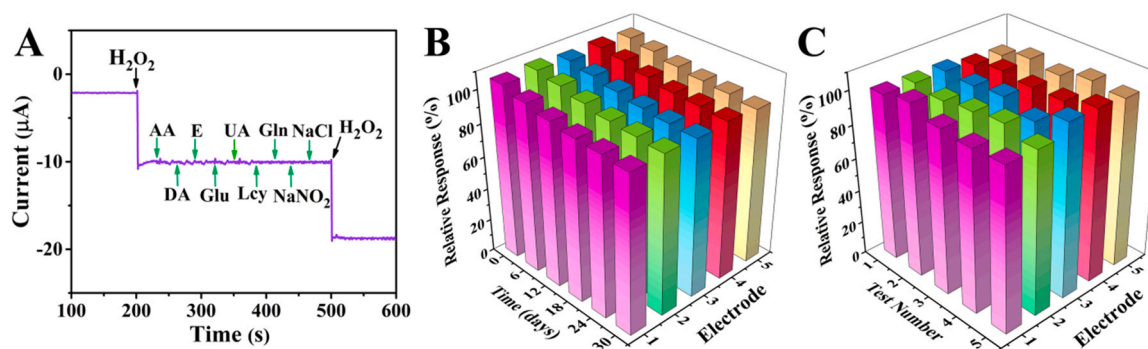 A
H₂O₂
AA
E
UA
Gln
NaCl
H₂O₂
DA
Glu
Lcy
NaNO₂
0
-10
-20
Current (μA)
100 200 300 400 500 600
Time (s)
B
100
80
60
40
20
0
Relative Response (%)
0 6 12 18 24 30
Time (days)
1 2 3 4 5
Electrode
C
100
80
60
40
20
0
Relative Response (%)
1 2 3 4 5
Test Number
1 2 3 4 5
Electrode